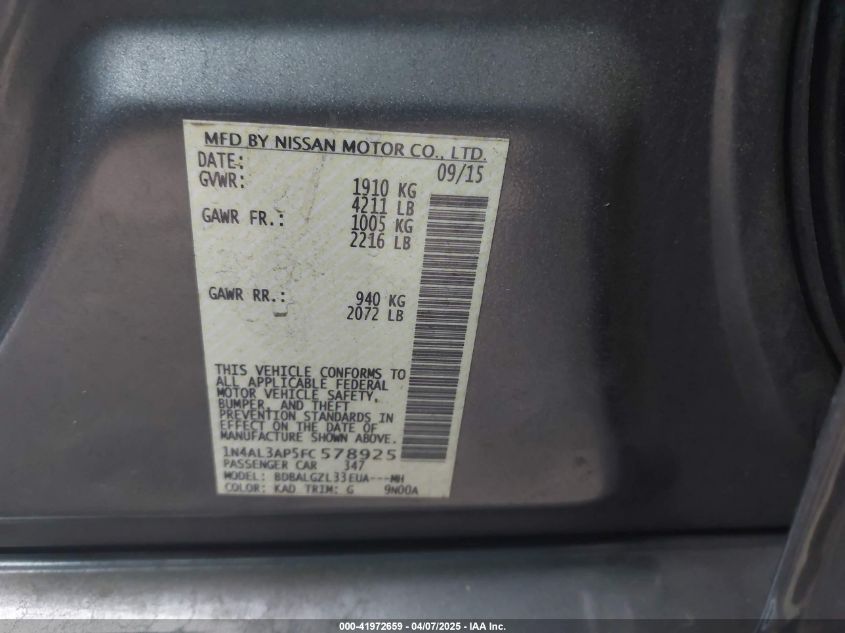 MFD BY NISSAN MOTOR CO., LTD.
DATE: 09/15
GVWR: 1910 KG
4211 LB
GAWR FR.: 1005 KG
2216 LB
GAWR RR.: 940 KG
2072 LB
THIS VEHICLE CONFORMS TO
ALL APPLICABLE FEDERAL
MOTOR VEHICLE SAFETY,
BUMPER, AND THEFT
PREVENTION STANDARDS IN
EFFECT ON THE DATE OF
MANUFACTURE SHOWN ABOVE.
1N4AL3AP5FC578925
PASSENGER CAR 347
MODEL: BDBALGZL33EUA---MH
COLOR: KAD TRIM: G 9N00A
000-41972659 - 04/07/2025 - IAA Inc.